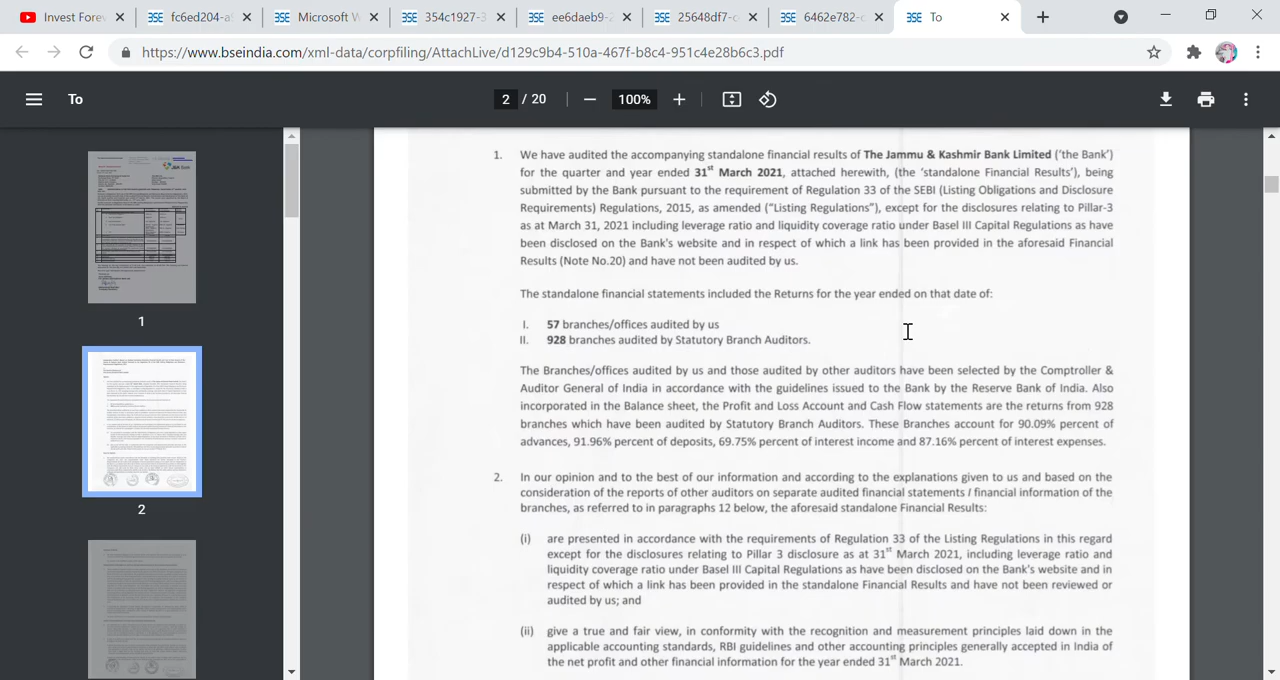 Invest Forev
fc6ed204-a5
Microsoft W
354c1927-3
ee6daeb9-2
25648df7-c
6462e782-c
To
https://www.bseindia.com/xml-data/corpfiling/AttachLive/d129c9b4-510a-467f-b8c4-951c4e28b6c3.pdf
To
2 / 20
100%
1
2
1. We have audited the accompanying standalone financial results of The Jammu & Kashmir Bank Limited ('the Bank')
for the quarter and year ended 31st March 2021, attached herewith, (the 'standalone Financial Results'), being
submitted by the Bank pursuant to the requirement of Regulation 33 of the SEBI (Listing Obligations and Disclosure
Requirements) Regulations, 2015, as amended ("Listing Regulations"), except for the disclosures relating to Pillar-3
as at March 31, 2021 including leverage ratio and liquidity coverage ratio under Basel III Capital Regulations as have
been disclosed on the Bank's website and in respect of which a link has been provided in the aforesaid Financial
Results (Note No.20) and have not been audited by us.
The standalone financial statements included the Returns for the year ended on that date of:
I. 57 branches/offices audited by us
II. 928 branches audited by Statutory Branch Auditors.
The Branches/offices audited by us and those audited by other auditors have been selected by the Comptroller &
Auditor General of India in accordance with the guidelines issued to the Bank by the Reserve Bank of India. Also
incorporated in the Balance sheet, the Profit and Loss Account and Cash Flow statements are the returns from 928
branches which have been audited by Statutory Branch Auditors. These Branches account for 90.09% percent of
advances, 91.96% percent of deposits, 69.75% percent of interest income and 87.16% percent of interest expenses.
2. In our opinion and to the best of our information and according to the explanations given to us and based on the
consideration of the reports of other auditors on separate audited financial statements / financial information of the
branches, as referred to in paragraphs 12 below, the aforesaid standalone Financial Results:
(i) are presented in accordance with the requirements of Regulation 33 of the Listing Regulations in this regard
except for the disclosures relating to Pillar 3 disclosure as at 31st March 2021, including leverage ratio and
liquidity coverage ratio under Basel III Capital Regulations as have been disclosed on the Bank's website and in
respect of which a link has been provided in the standalone Financial Results and have not been reviewed or
audited by us; and
(ii) give a true and fair view, in conformity with the recognition and measurement principles laid down in the
applicable accounting standards, RBI guidelines and other accounting principles generally accepted in India of
the net profit and other financial information for the year ended 31st March 2021.